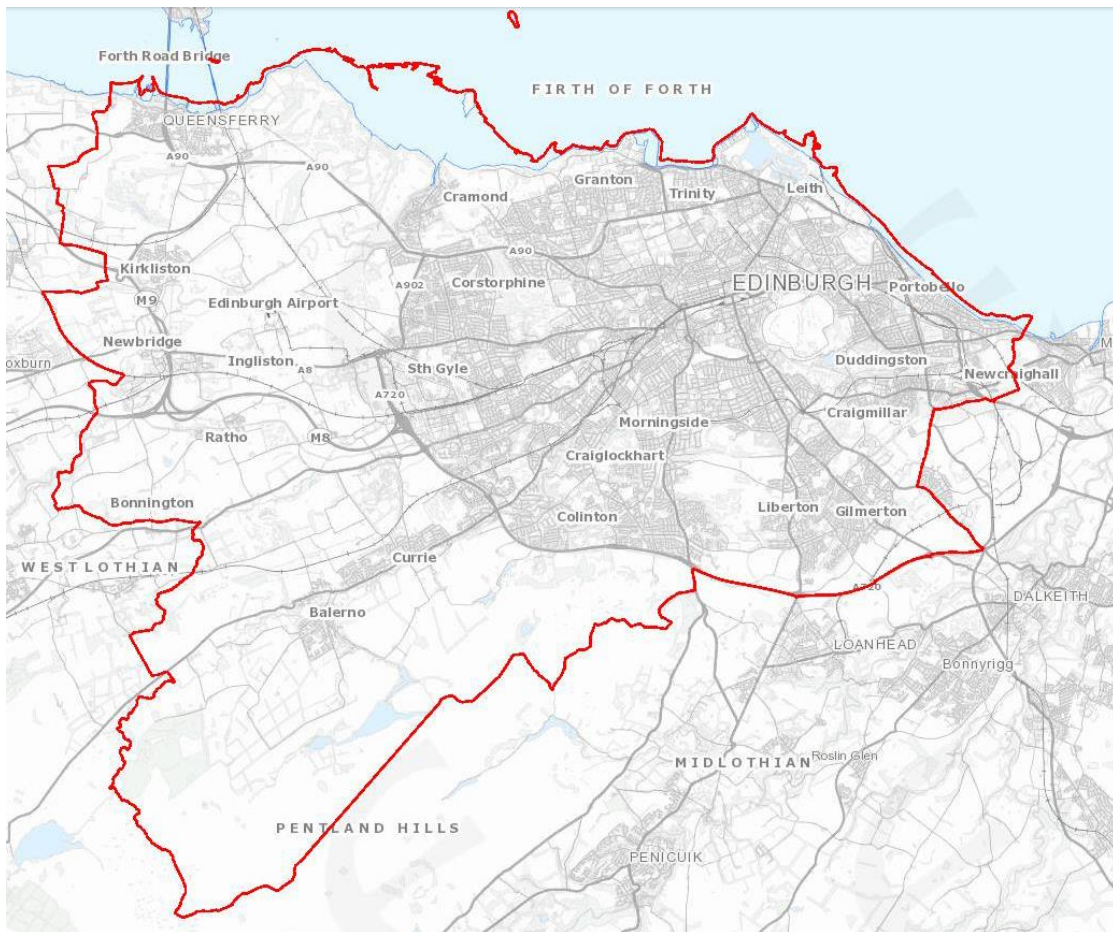 Forth Road Bridge
FIRTH OF FORTH
QUEENSFERRY
A90
A90
Granton
Cramond
Trinity
Leith
A90
Kirkliston
Corstorphine
A902
EDINBURGH
Portobello
M9
Edinburgh Airport
Newbridge
oxburn
Ingliston
A8
Sth Gyle
Duddingston
Newcraighall
M
A720
Craigmillar
Ratho
M8
Morningside
Craiglockhart
Bonnington
Colinton
Liberton
Gilmerton
WEST LOTHIAN
Currie
A720
DALKEITH
Balerno
LOANHEAD
Bonnyrigg
MIDLOTHIAN
Roslin Glen
PENTLAND HILLS
PENICUIK